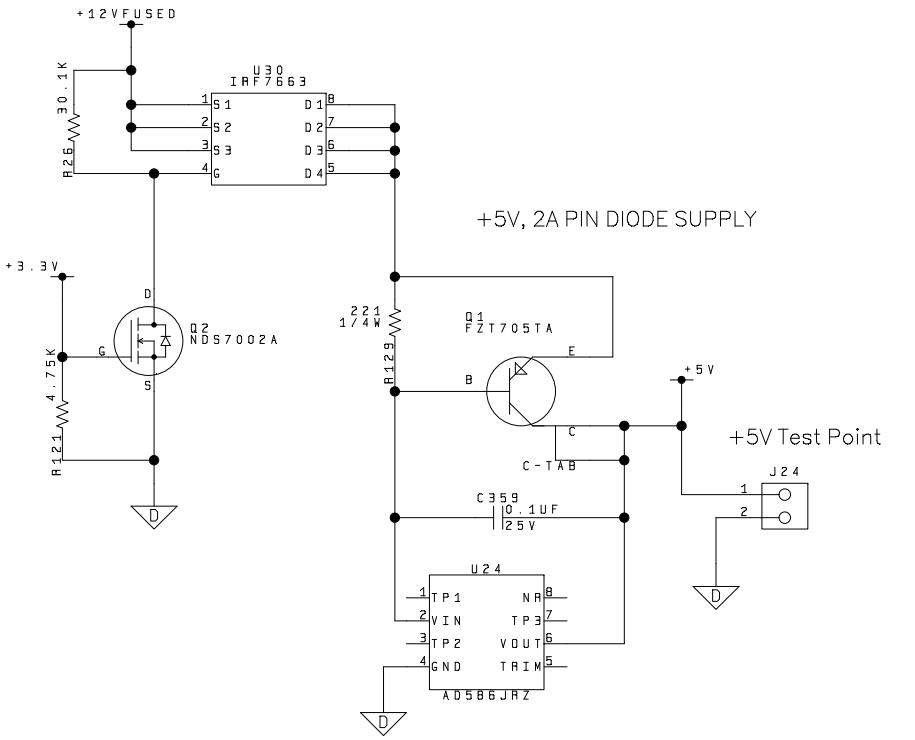 +12VFUSED
30.1K
R26
U30
IRF7663
1 S1 D1 8
2 S2 D2 7
3 S3 D3 6
4 G D4 5
+5V, 2A PIN DIODE SUPPLY
+3.3V
D
Q2
NDS7002A
G
S
4.75K
R121
D
221
1/4W
R129
Q1
FZT705TA
E
B
C
C-TAB
+5V
+5V Test Point
J24
1
2
D
C359
0.1UF
25V
U24
1 TP1 NR 8
2 VIN TP3 7
3 TP2 VOUT 6
4 GND TRIM 5
AD586JRZ
D